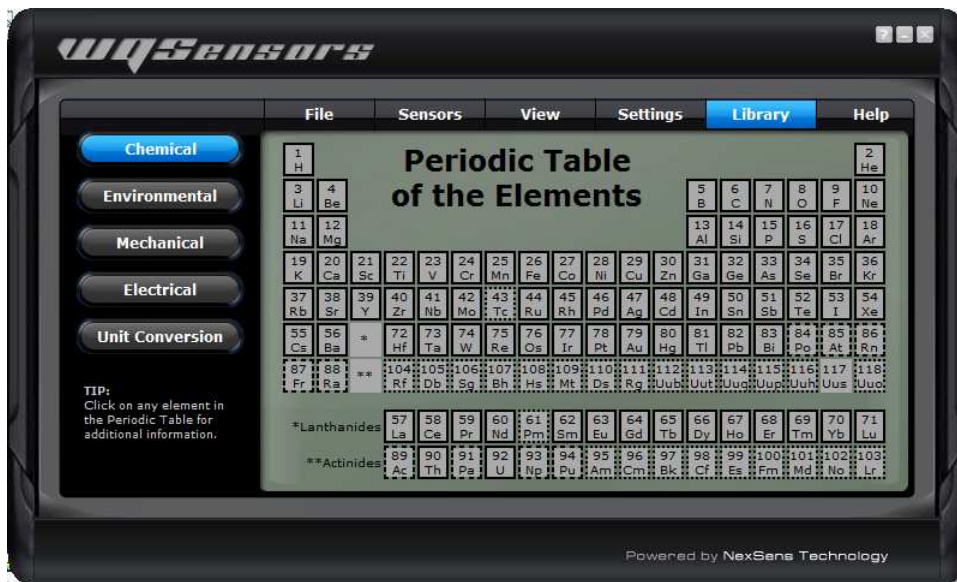 WQSensors
? _ X
File Sensors View Settings Library Help
Chemical
Environmental
Mechanical
Electrical
Unit Conversion
TIP:
Click on any element in
the Periodic Table for
additional information.
Periodic Table
of the Elements
1 2
H He
3 4 5 6 7 8 9 10
Li Be B C N O F Ne
11 12 13 14 15 16 17 18
Na Mg Al Si P S Cl Ar
19 20 21 22 23 24 25 26 27 28 29 30 31 32 33 34 35 36
K Ca Sc Ti V Cr Mn Fe Co Ni Cu Zn Ga Ge As Se Br Kr
37 38 39 40 41 42 43 44 45 46 47 48 49 50 51 52 53 54
Rb Sr Y Zr Nb Mo Tc Ru Rh Pd Ag Cd In Sn Sb Te I Xe
55 56 * 72 73 74 75 76 77 78 79 80 81 82 83 84 85 86
Cs Ba Hf Ta W Re Os Ir Pt Au Hg Tl Pb Bi Po At Rn
87 88 ** 104 105 106 107 108 109 110 111 112 113 114 115 116 117 118
Fr Ra Rf Db Sg Bh Hs Mt Ds Rg Uub Uut Uuq Uup Uuh Uus Uuo
*Lanthanides 57 58 59 60 61 62 63 64 65 66 67 68 69 70 71
La Ce Pr Nd Pm Sm Eu Gd Tb Dy Ho Er Tm Yb Lu
**Actinides 89 90 91 92 93 94 95 96 97 98 99 100 101 102 103
Ac Th Pa U Np Pu Am Cm Bk Cf Es Fm Md No Lr
Powered by NexSens Technology